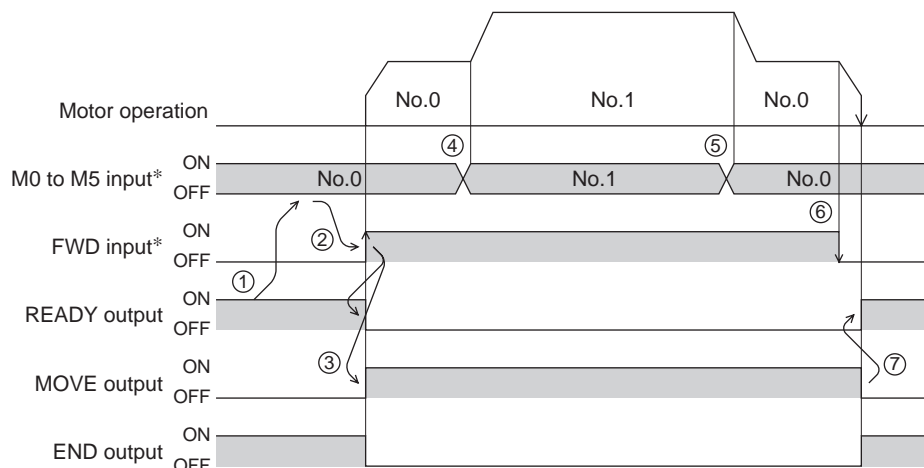 Motor operation
No.0
No.1
No.0
M0 to M5 input*
ON
OFF
No.0
④
No.1
⑤
No.0
FWD input*
ON
OFF
①
②
⑥
READY output
ON
OFF
MOVE output
ON
OFF
③
⑦
END output
ON
OFF